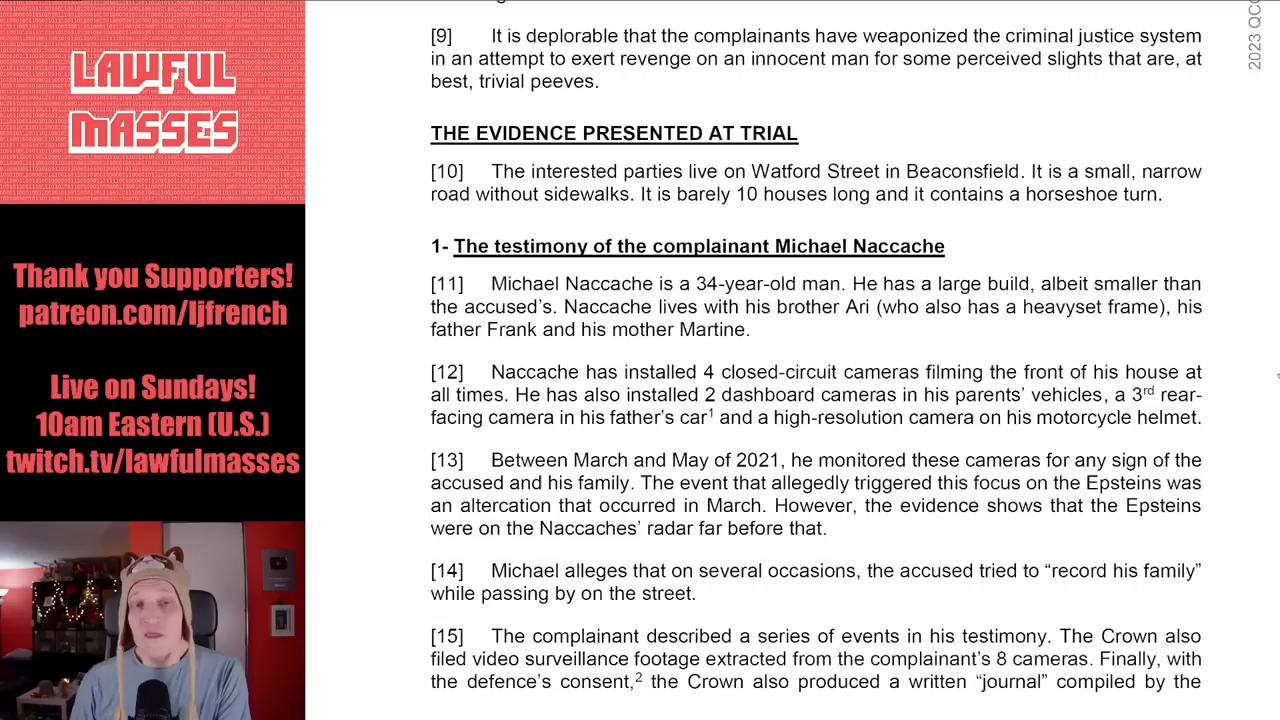 LAWFUL
MASSES
Thank you Supporters!
patreon.com/ljfrench
Live on Sundays!
10am Eastern (U.S.)
twitch.tv/lawfulmasses
2023 QCC
[9] It is deplorable that the complainants have weaponized the criminal justice system
in an attempt to exert revenge on an innocent man for some perceived slights that are, at
best, trivial peeves.
THE EVIDENCE PRESENTED AT TRIAL
[10] The interested parties live on Watford Street in Beaconsfield. It is a small, narrow
road without sidewalks. It is barely 10 houses long and it contains a horseshoe turn.
1- The testimony of the complainant Michael Naccache
[11] Michael Naccache is a 34-year-old man. He has a large build, albeit smaller than
the accused's. Naccache lives with his brother Ari (who also has a heavyset frame), his
father Frank and his mother Martine.
[12] Naccache has installed 4 closed-circuit cameras filming the front of his house at
all times. He has also installed 2 dashboard cameras in his parents' vehicles, a 3rd rear-
facing camera in his father's car1 and a high-resolution camera on his motorcycle helmet.
[13] Between March and May of 2021, he monitored these cameras for any sign of the
accused and his family. The event that allegedly triggered this focus on the Epsteins was
an altercation that occurred in March. However, the evidence shows that the Epsteins
were on the Naccaches' radar far before that.
[14] Michael alleges that on several occasions, the accused tried to “record his family”
while passing by on the street.
[15] The complainant described a series of events in his testimony. The Crown also
filed video surveillance footage extracted from the complainant's 8 cameras. Finally, with
the defence's consent,2 the Crown also produced a written “journal” compiled by the